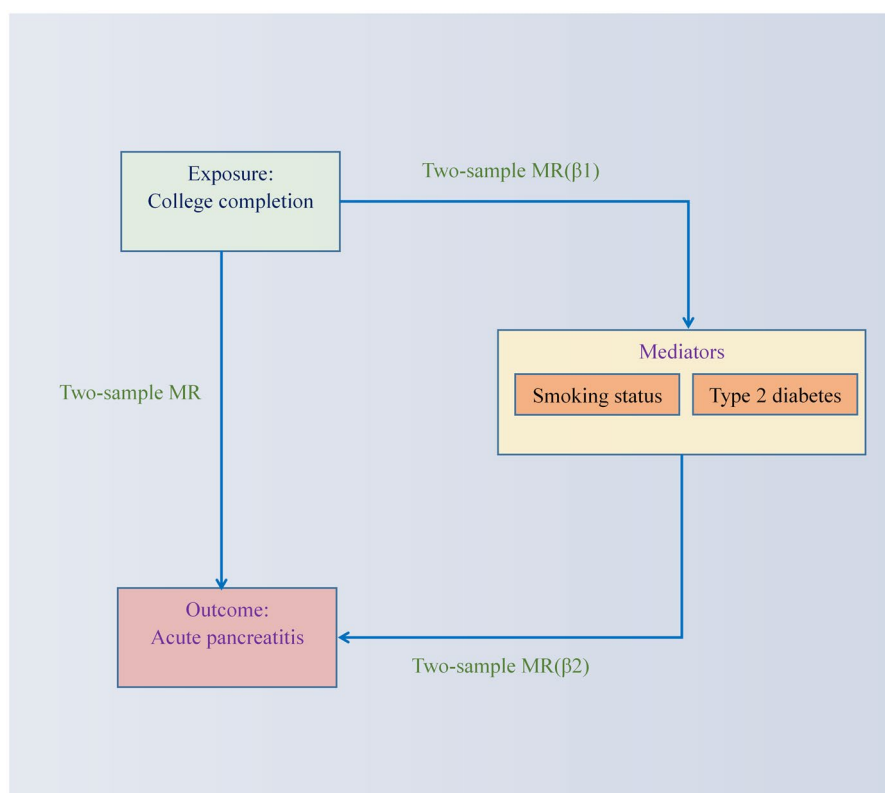 Exposure:
College completion
Two-sample MR(β1)
Mediators
Smoking status
Type 2 diabetes
Two-sample MR
Outcome:
Acute pancreatitis
Two-sample MR(β2)